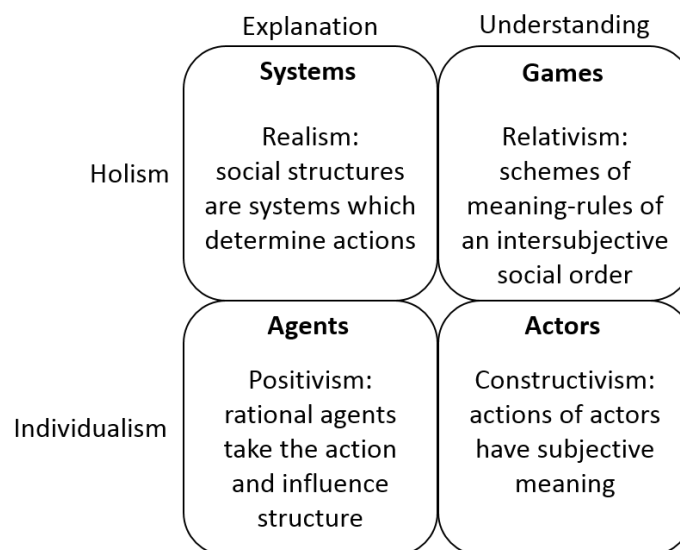 Explanation
Understanding
Systems
Realism:
social structures
are systems which
determine actions
Games
Relativism:
schemes of
meaning-rules of
an intersubjective
social order
Holism
Agents
Positivism:
rational agents
take the action
and influence
structure
Actors
Constructivism:
actions of actors
have subjective
meaning
Individualism